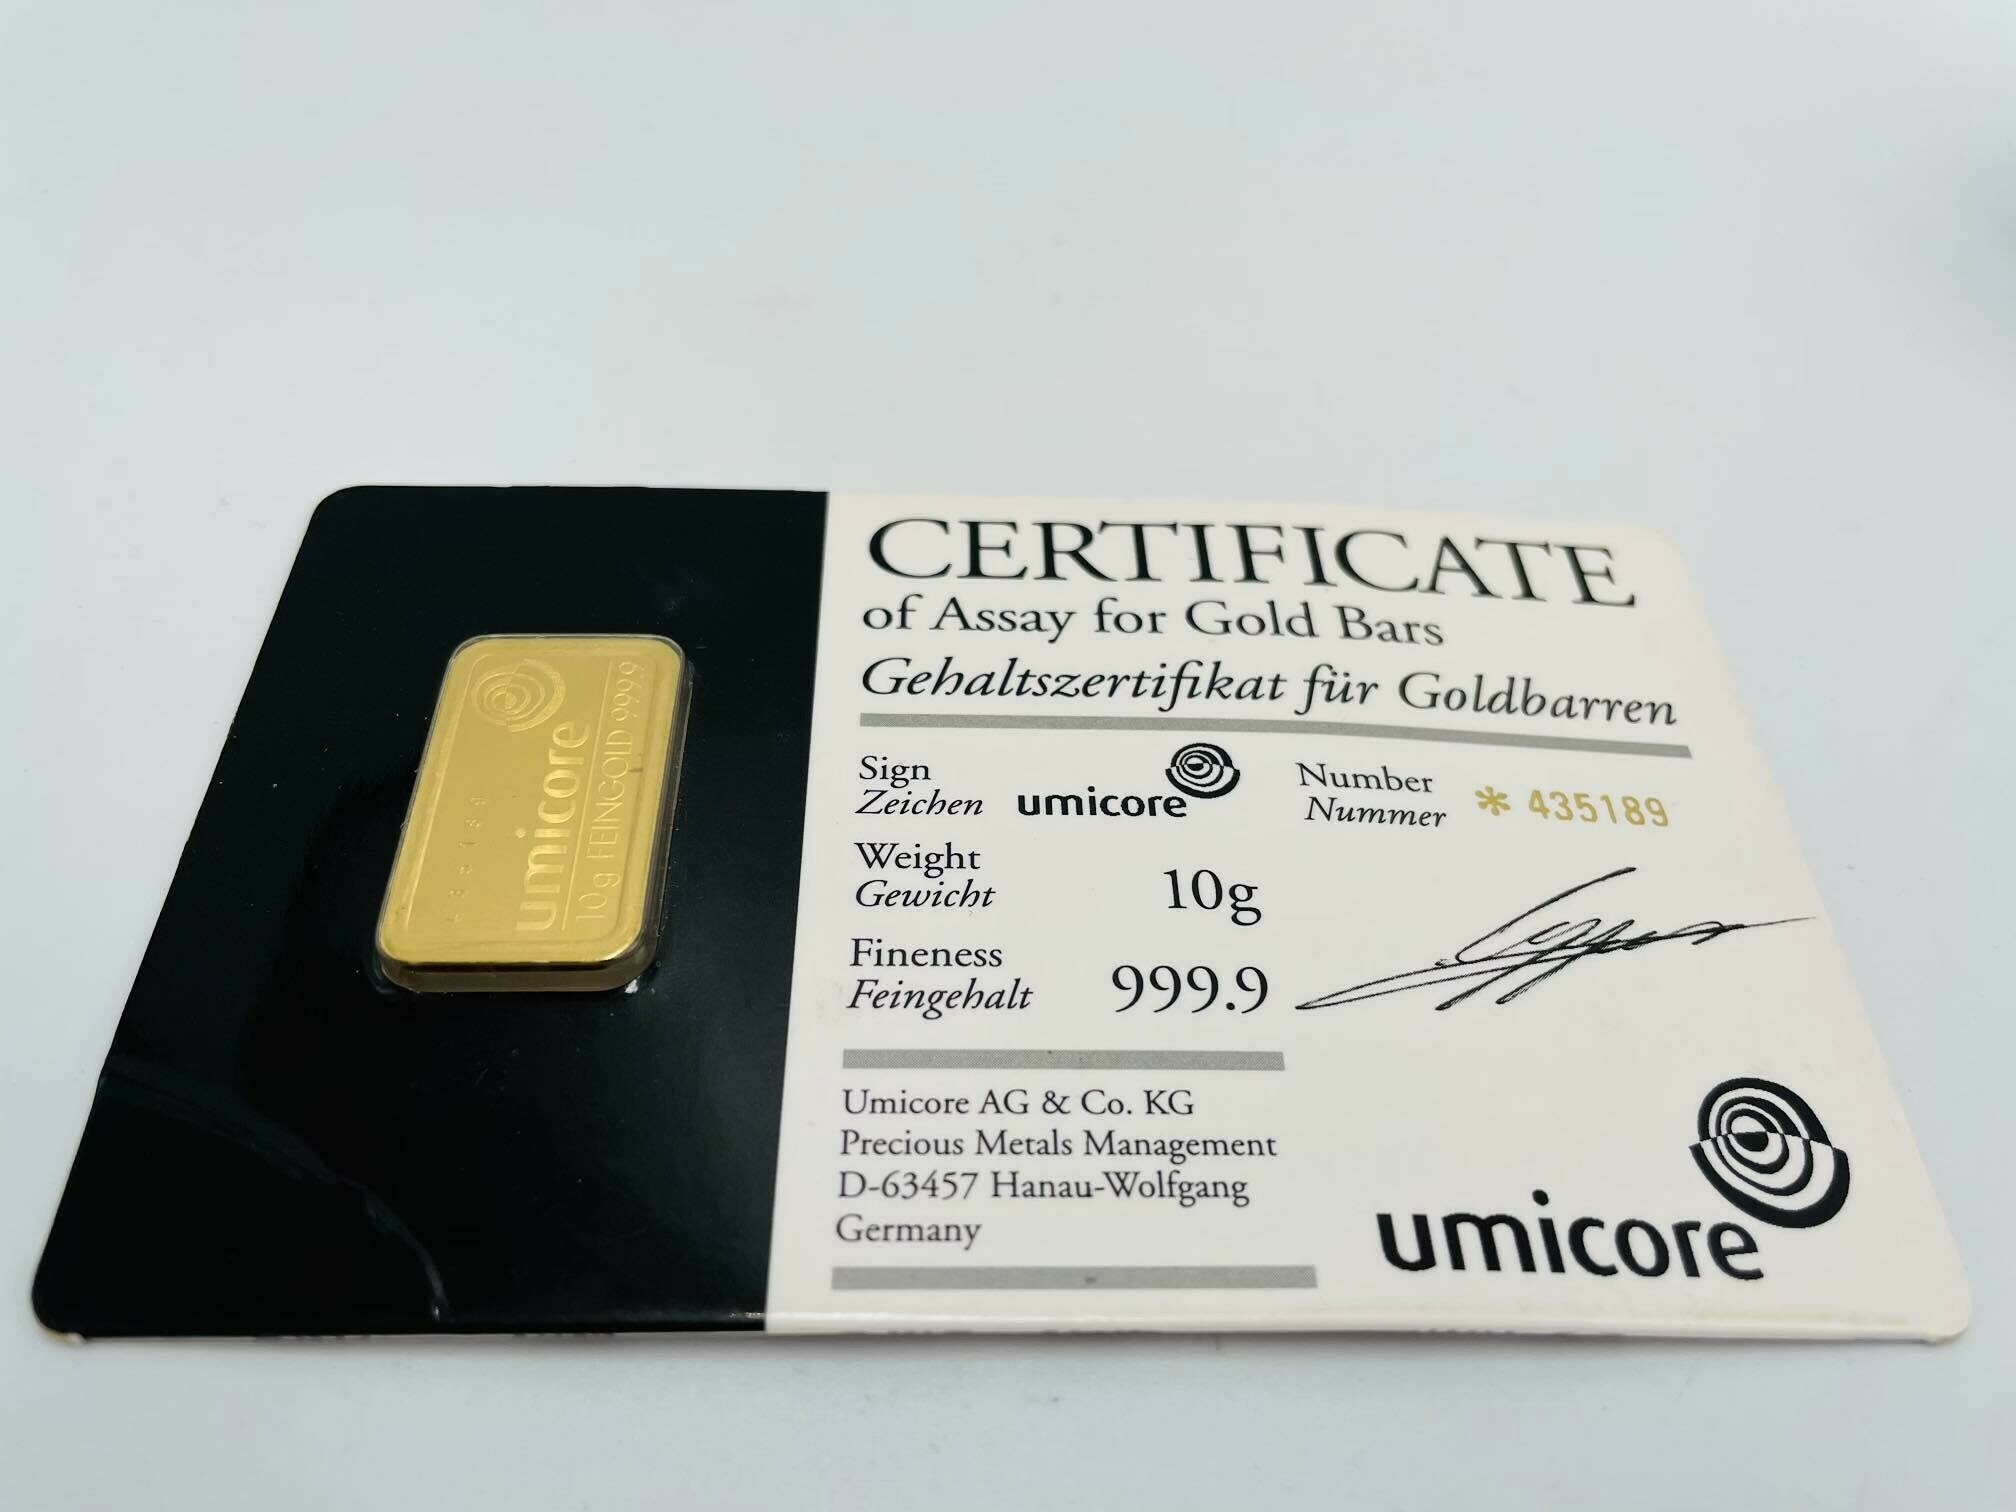 umicore
10g FEINGOLD 999.9
435189
CERTIFICATE
of Assay for Gold Bars
Gehaltszertifikat für Goldbarren
Sign
Zeichen
umicore
Number
Nummer
* 435189
Weight
Gewicht
10g
Fineness
Feingehalt
999.9
Umicore AG & Co. KG
Precious Metals Management
D-63457 Hanau-Wolfgang
Germany
umicore